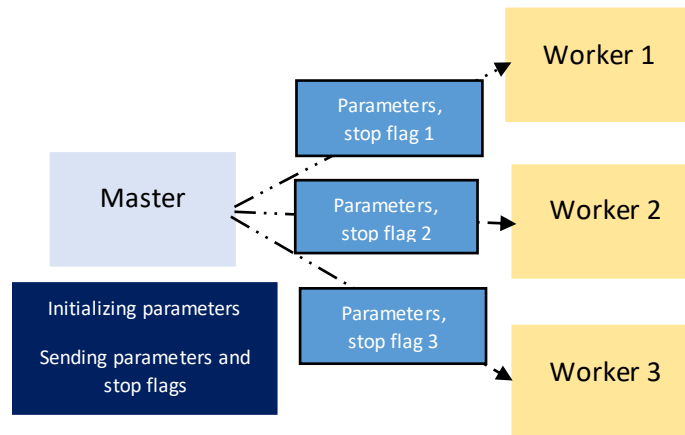 Worker 1
Parameters,
stop flag 1
Master
Parameters,
stop flag 2
Worker 2
Initializing parameters
Sending parameters and
stop flags
Parameters,
stop flag 3
Worker 3